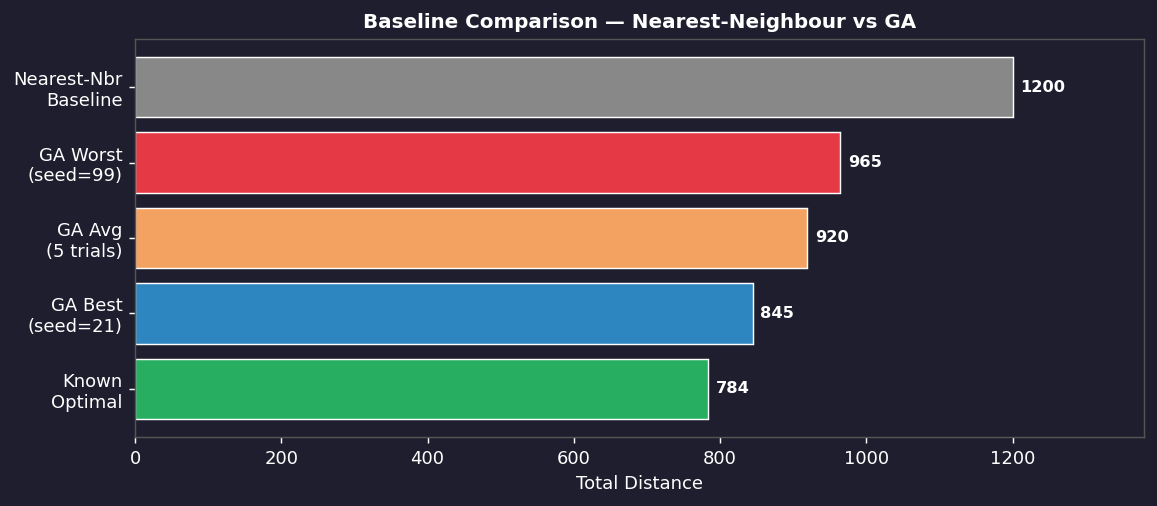 Baseline Comparison — Nearest-Neighbour vs GA
Nearest-Nbr
Baseline
1200
GA Worst
(seed=99)
965
GA Avg
(5 trials)
920
GA Best
(seed=21)
845
Known
Optimal
784
0 200 400 600 800 1000 1200
Total Distance